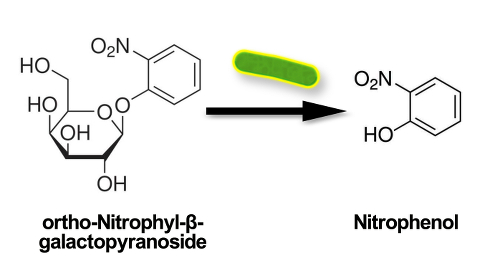 O₂N
HO
HO
O
O
OH
OH
O₂N
HO
ortho-Nitrophyl-β-
galactopyranoside
Nitrophenol